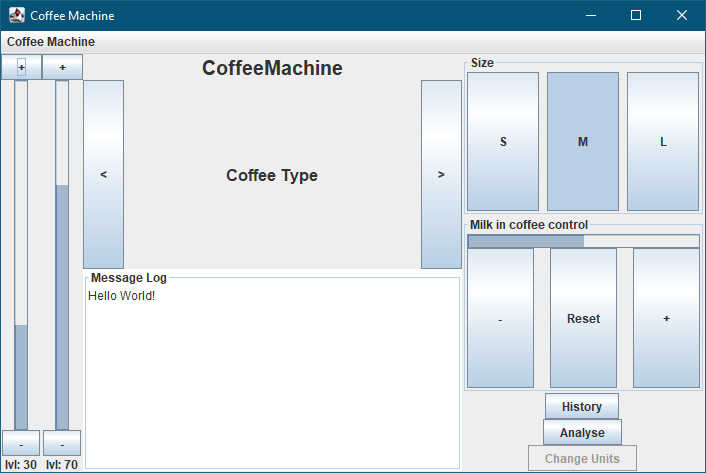 Coffee Machine
Coffee Machine
+ +
CoffeeMachine
<
Coffee Type
>
Message Log
Hello World!
- -
lvl: 30 lvl: 70
Size
S M L
Milk in coffee control
- Reset +
History
Analyse
Change Units